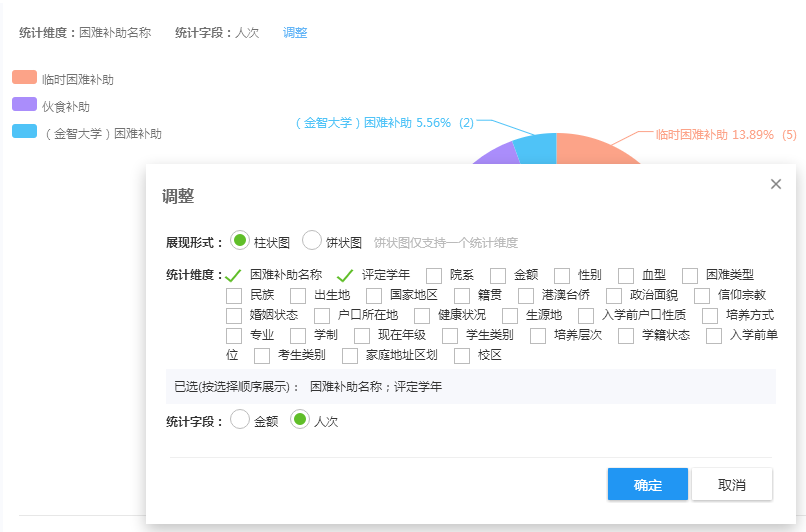 统计维度：困难补助名称 统计字段：人次 调整
临时困难补助
伙食补助
（金智大学）困难补助
（金智大学）困难补助 5.56% (2)
临时困难补助 13.89% (5)
调整
展现形式： 柱状图 饼状图 饼状图仅支持一个统计维度
统计维度： 困难补助名称 评定学年 院系 金额 性别 血型 困难类型
民族 出生地 国家地区 籍贯 港澳台侨 政治面貌 信仰宗教
婚姻状态 户口所在地 健康状况 生源地 入学前户口性质 培养方式
专业 学制 现在年级 学生类别 培养层次 学籍状态 入学前单
位 考生类别 家庭地址区划 校区
已选(按选择顺序展示)： 困难补助名称；评定学年
统计字段： 金额 人次
确定 取消